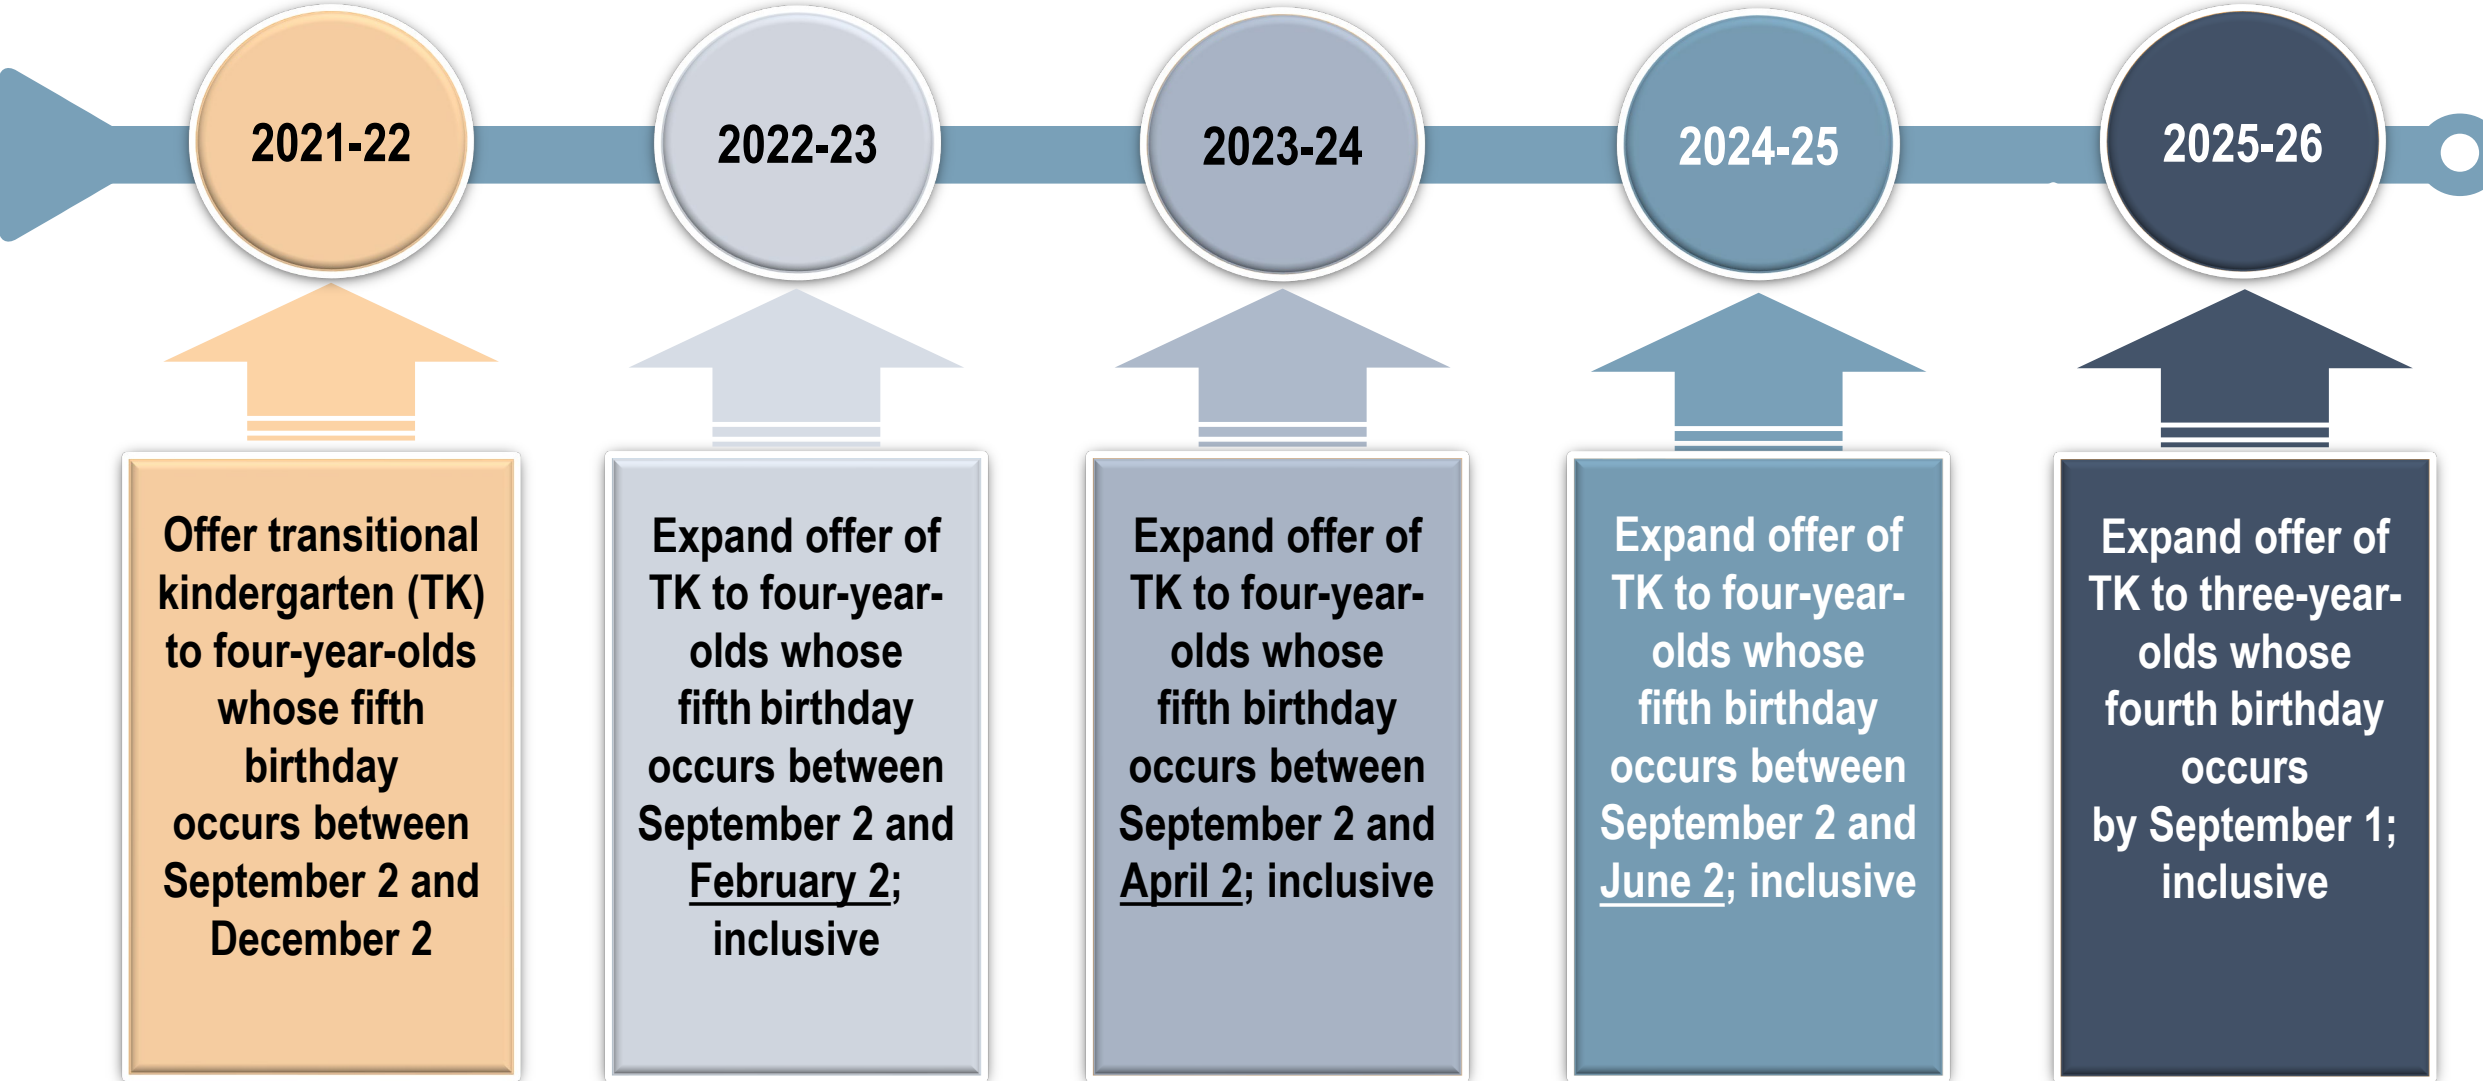 2021-22
2022-23
2023-24
2024-25
2025-26
Offer transitional
kindergarten (TK)
to four-year-olds
whose fifth
birthday
occurs between
September 2 and
December 2
Expand offer of
TK to four-year-
olds whose
fifth birthday
occurs between
September 2 and
February 2;
inclusive
Expand offer of
TK to four-year-
olds whose
fifth birthday
occurs between
September 2 and
April 2; inclusive
Expand offer of
TK to four-year-
olds whose
fifth birthday
occurs between
September 2 and
June 2; inclusive
Expand offer of
TK to three-year-
olds whose
fourth birthday
occurs
by September 1;
inclusive